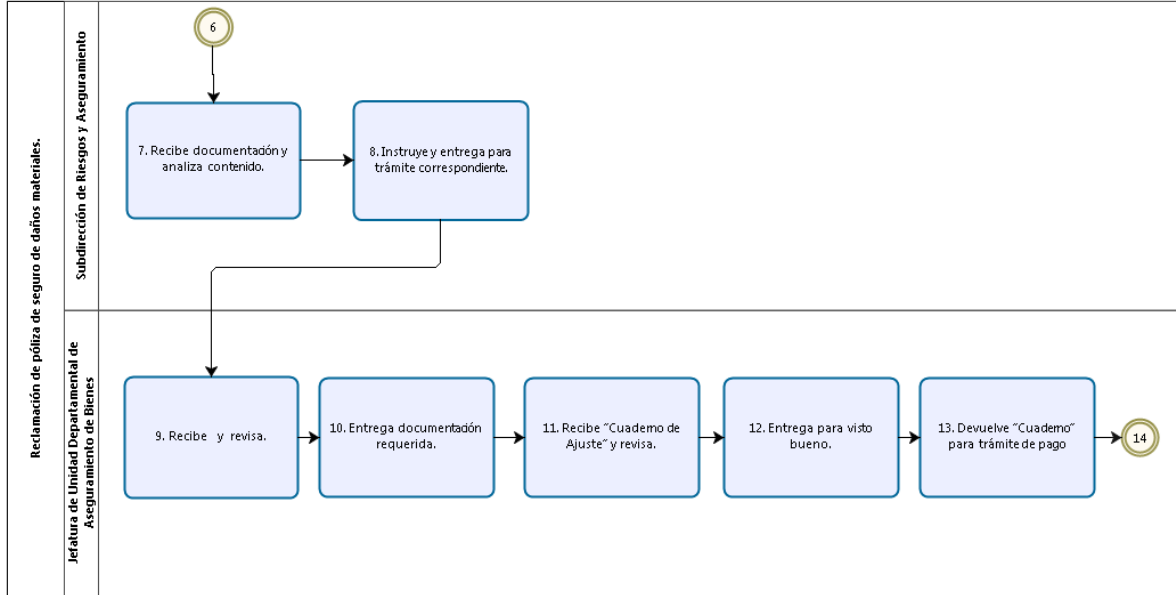 Reclamación de póliza de seguro de daños materiales.
Subdirección de Riesgos y Aseguramiento
6
7. Recibe documentación y
analiza contenido.
8. Instruye y entrega para
trámite correspondiente.
Jefatura de Unidad Departamental de
Aseguramiento de Bienes
9. Recibe y revisa.
10. Entrega documentación
requerida.
11. Recibe “Cuaderno de
Ajuste” y revisa.
12. Entrega para visto
bueno.
13. Devuelve “Cuaderno”
para trámite de pago
14